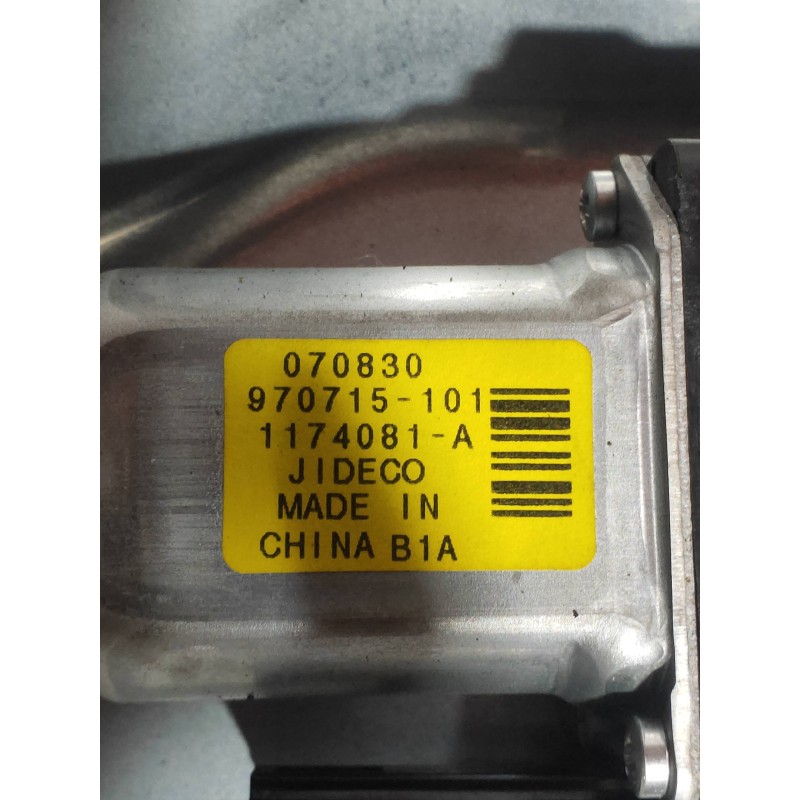 070830
970715-101
1174081-A
JIDECO
MADE IN
CHINA B1A